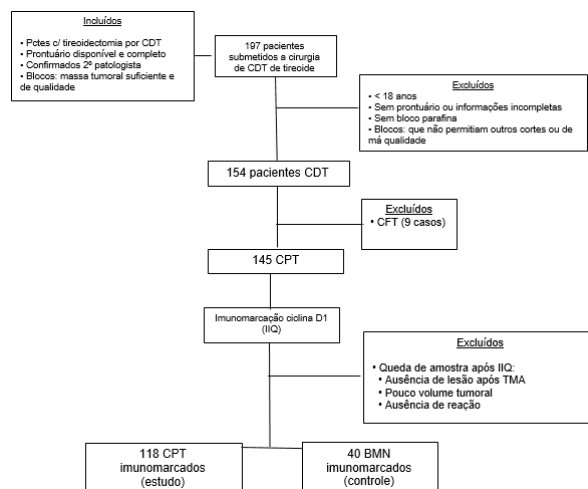 Incluídos
• Pctes c/ tireoidectomia por CDT
• Prontuário disponível e completo
• Confirmados 2º patologista
• Blocos: massa tumoral suficiente e
de qualidade
197 pacientes
submetidos a cirurgia
de CDT de tireoide
Excluídos
• < 18 anos
• Sem prontuário ou informações incompletas
• Sem bloco parafina
• Blocos: que não permitiam outros cortes ou de
má qualidade
154 pacientes CDT
Excluídos
• CFT (9 casos)
145 CPT
Imunomarcação ciclina D1
(IIQ)
Excluídos
• Queda de amostra após IIQ:
• Ausência de lesão após TMA
• Pouco volume tumoral
• Ausência de reação
118 CPT
imunomarcados
(estudo)
40 BMN
imunomarcados
(controle)